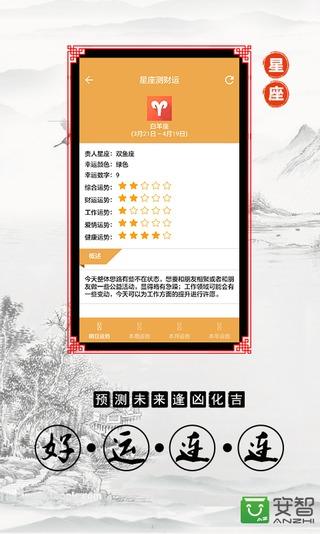 星座测财运
星座
白羊座
(3月21日～4月19日)
贵人星座：双鱼座
幸运颜色：绿色
幸运数字：9
综合运势：
财运运势：
工作运势：
爱情运势：
健康运势：
概述
今天整体思路有些不在状态，想要和朋友相聚或者和朋
友做一些公益活动，显得格有急躁；工作领域可能会有
一些变动，今天可以为工作方面的提升进行许愿。
明日运势 本周运势 本月运势 本年运势
预测未来逢凶化吉
好·运·连·连
安智
ANZHI